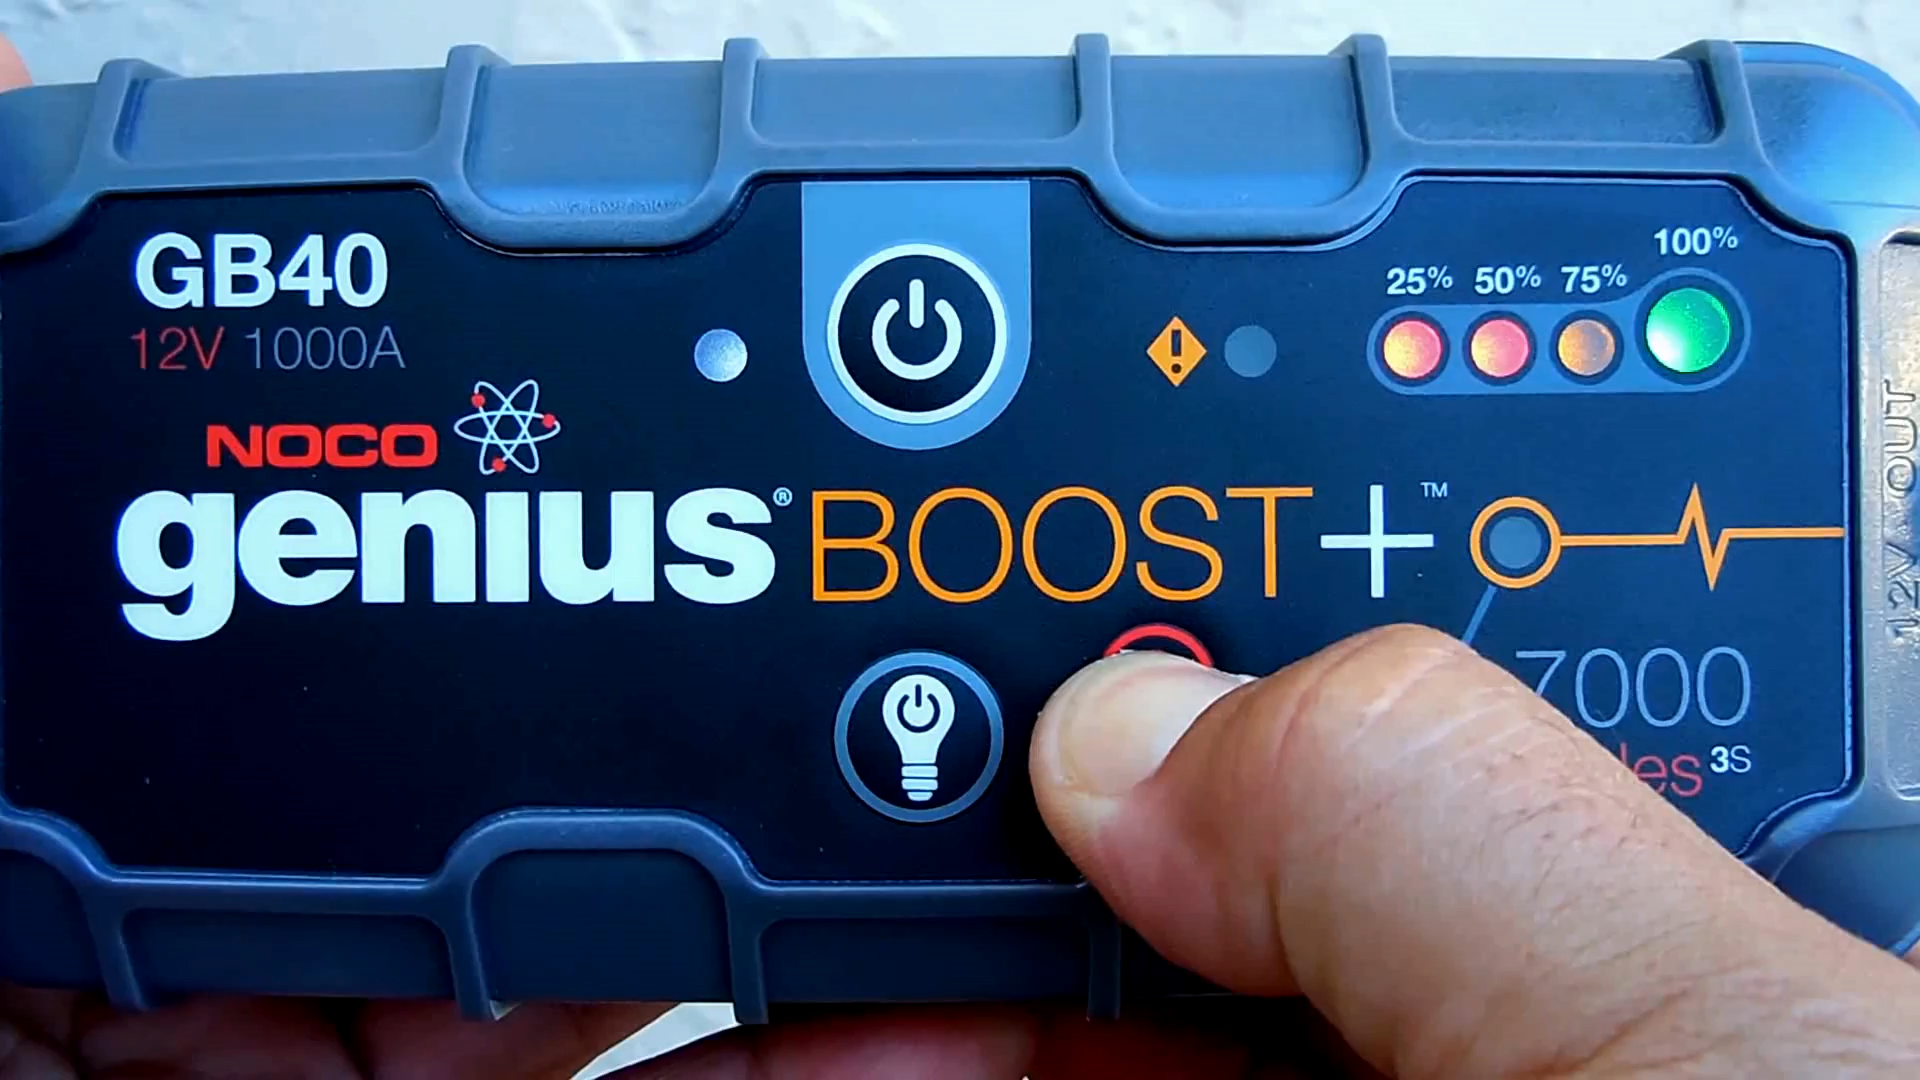 GB40
12V 1000A
NOCO
genius® BOOST+™
25% 50% 75% 100%
7000
3S
12V OUT